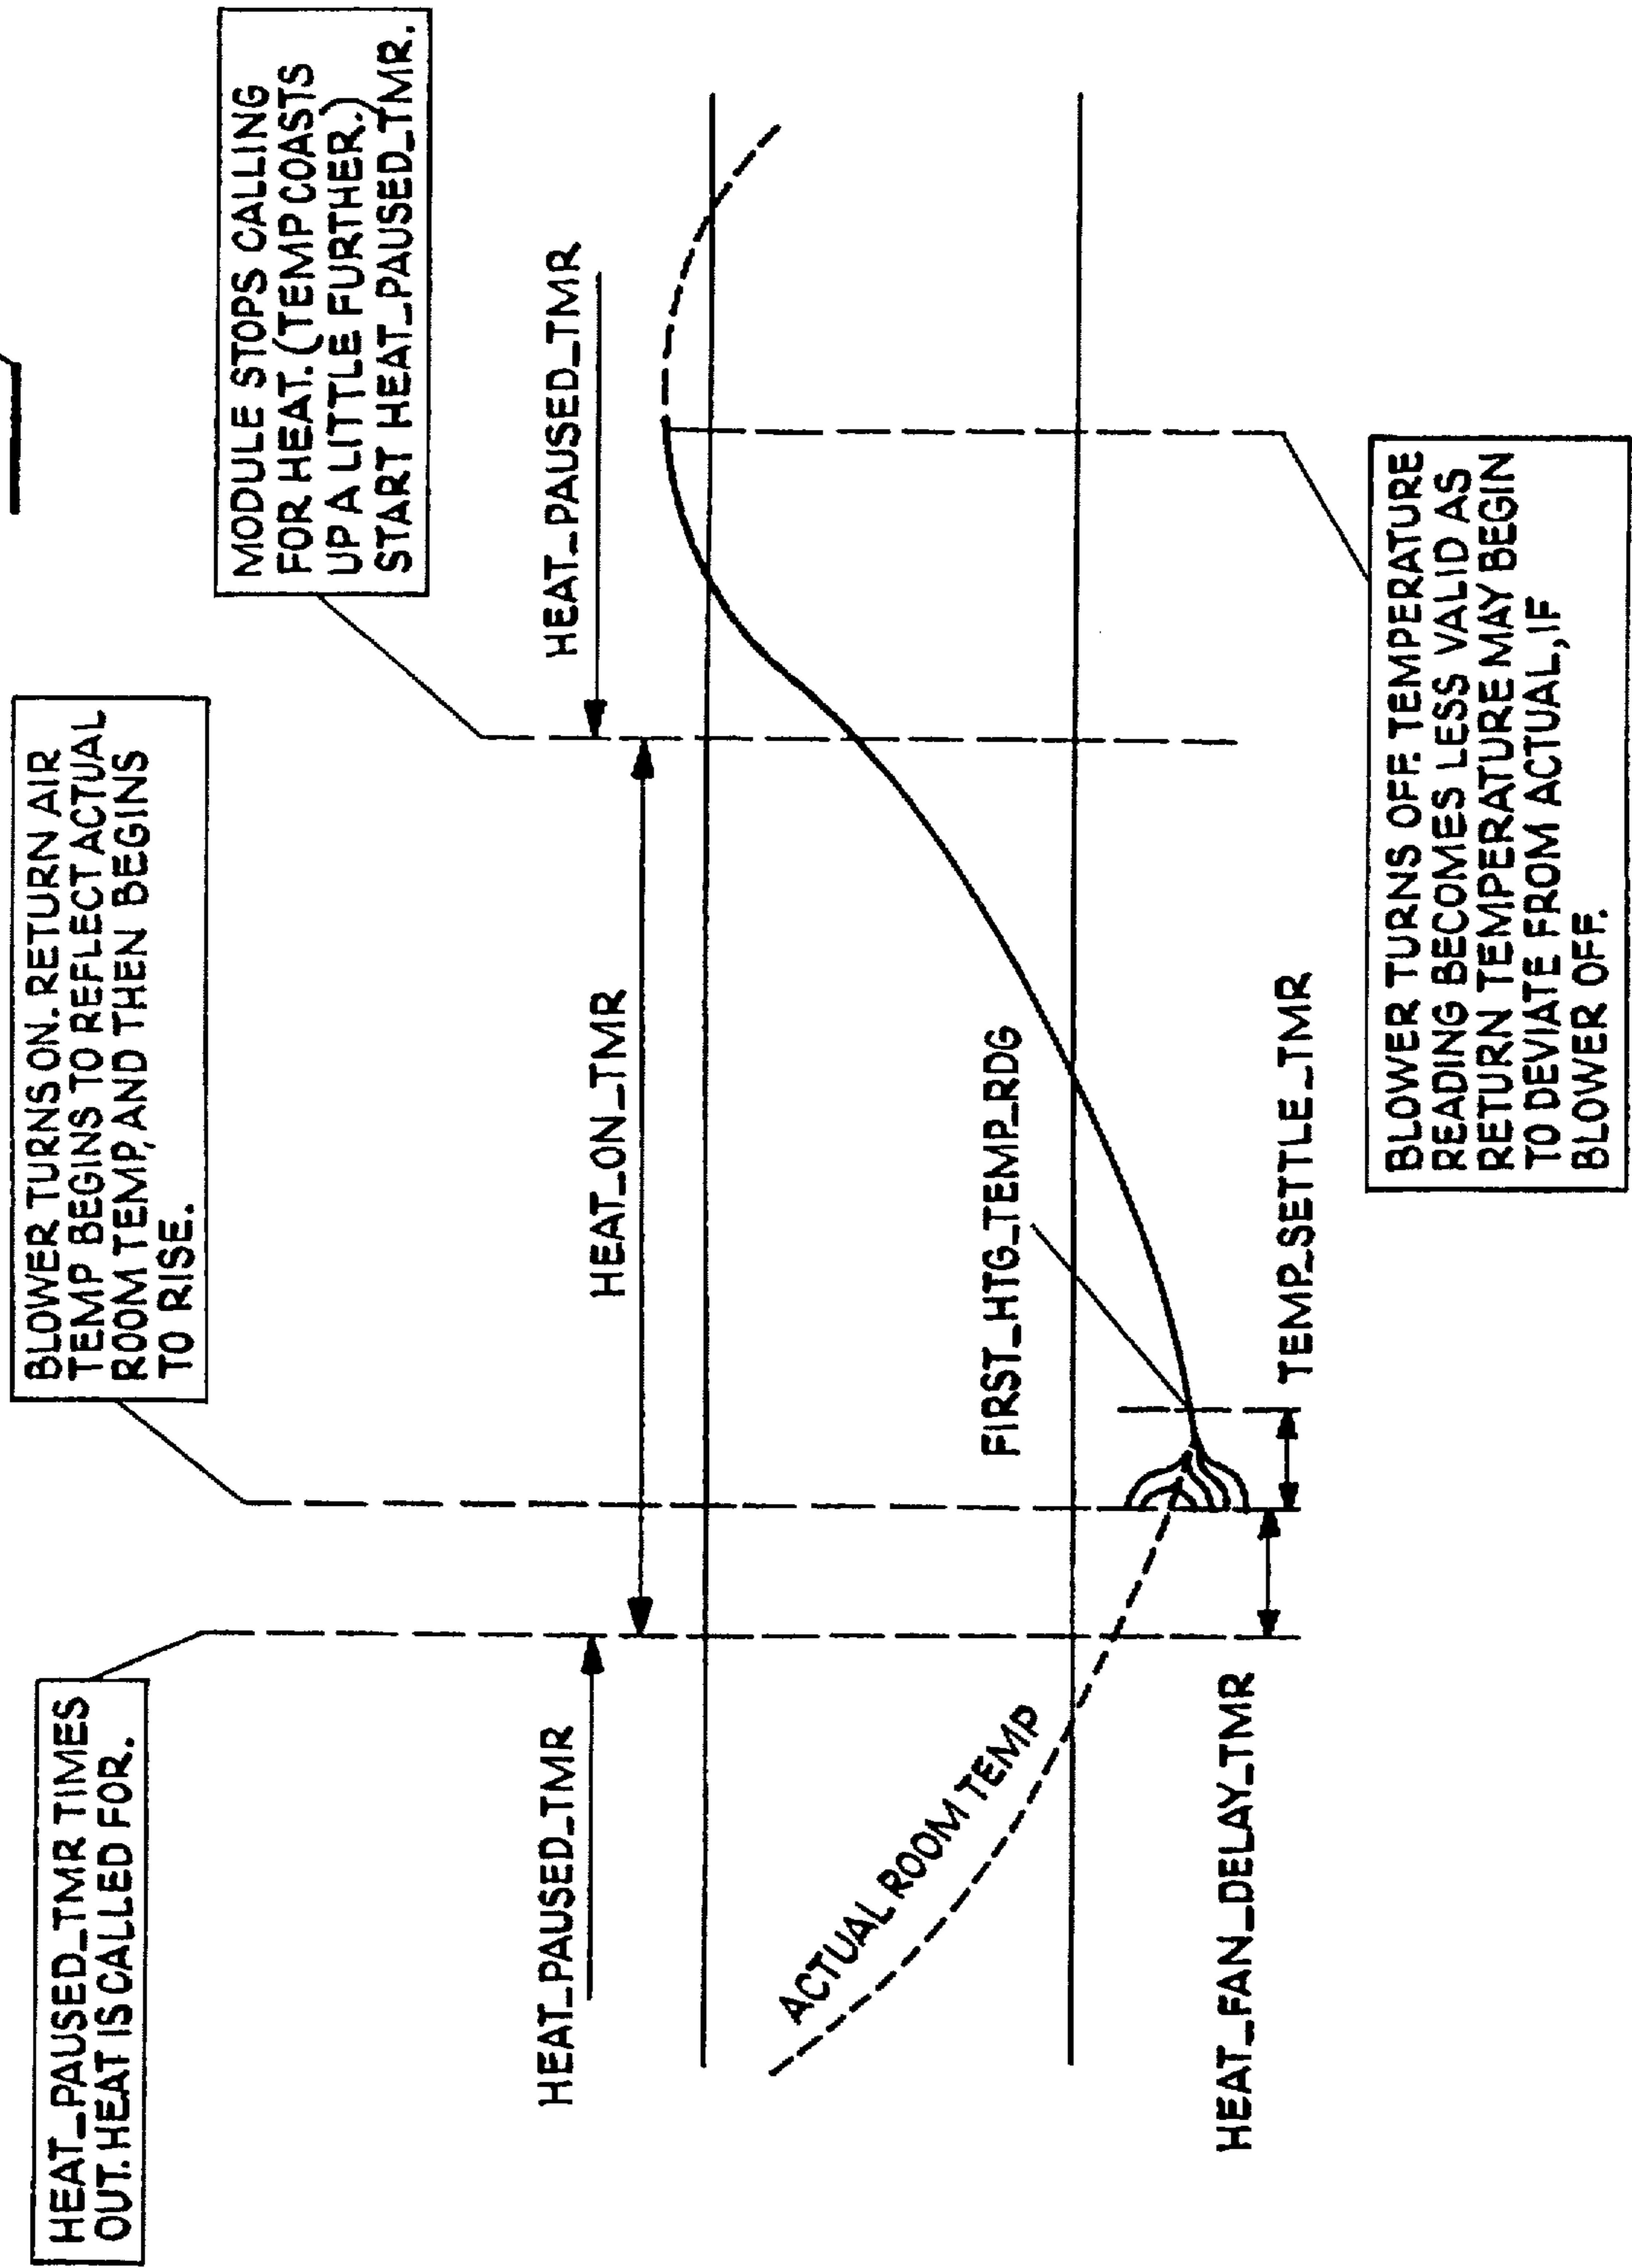 HEAT_PAUSED_TMR TIMES
OUT. HEAT IS CALLED FOR.
BLOWER TURNS ON. RETURN AIR
TEMP BEGINS TO REFLECT ACTUAL
ROOM TEMP, AND THEN BEGINS
TO RISE.
MODULE STOPS CALLING
FOR HEAT. (TEMP COASTS
UP A LITTLE FURTHER.)
START HEAT_PAUSED_TMR.
HEAT_PAUSED_TMR
HEAT_ON_TMR
HEAT_PAUSED_TMR
ACTUAL ROOM TEMP
FIRST_HTG_TEMP_RDG
HEAT_FAN_DELAY_TMR
TEMP_SETTLE_TMR
BLOWER TURNS OFF. TEMPERATURE
READING BECOMES LESS VALID AS
RETURN TEMPERATURE MAY BEGIN
TO DEVIATE FROM ACTUAL, IF
BLOWER OFF.